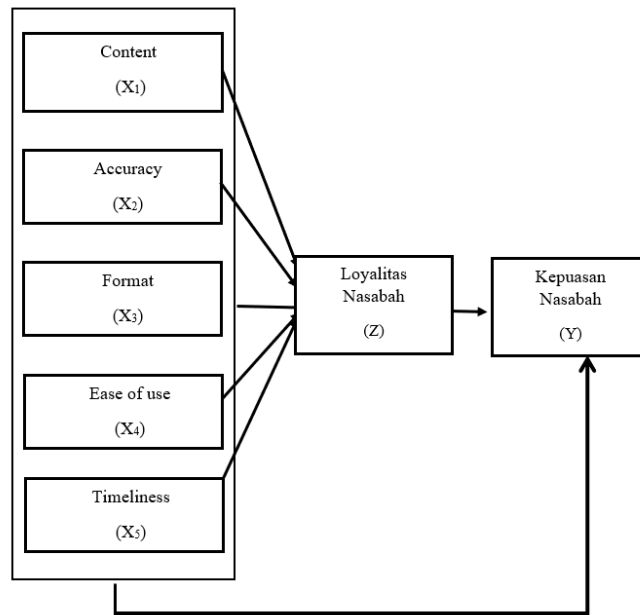 Content
(X₁)
Accuracy
(X₂)
Format
(X₃)
Ease of use
(X₄)
Timeliness
(X₅)
Loyalitas
Nasabah
(Z)
Kepuasan
Nasabah
(Y)